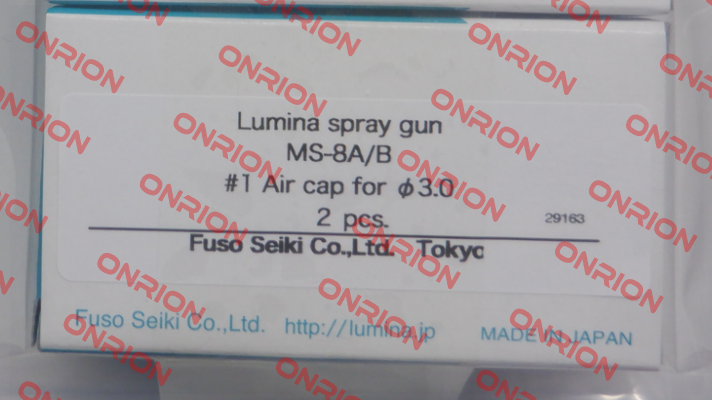 Lumina spray gun
MS-8A/B
#1 Air cap for ϕ3.0
2 pcs.
29163
Fuso Seiki Co.,Ltd. Tokyo
Fuso Seiki Co.,Ltd. http://lumina.jp MADE IN JAPAN
ONRION